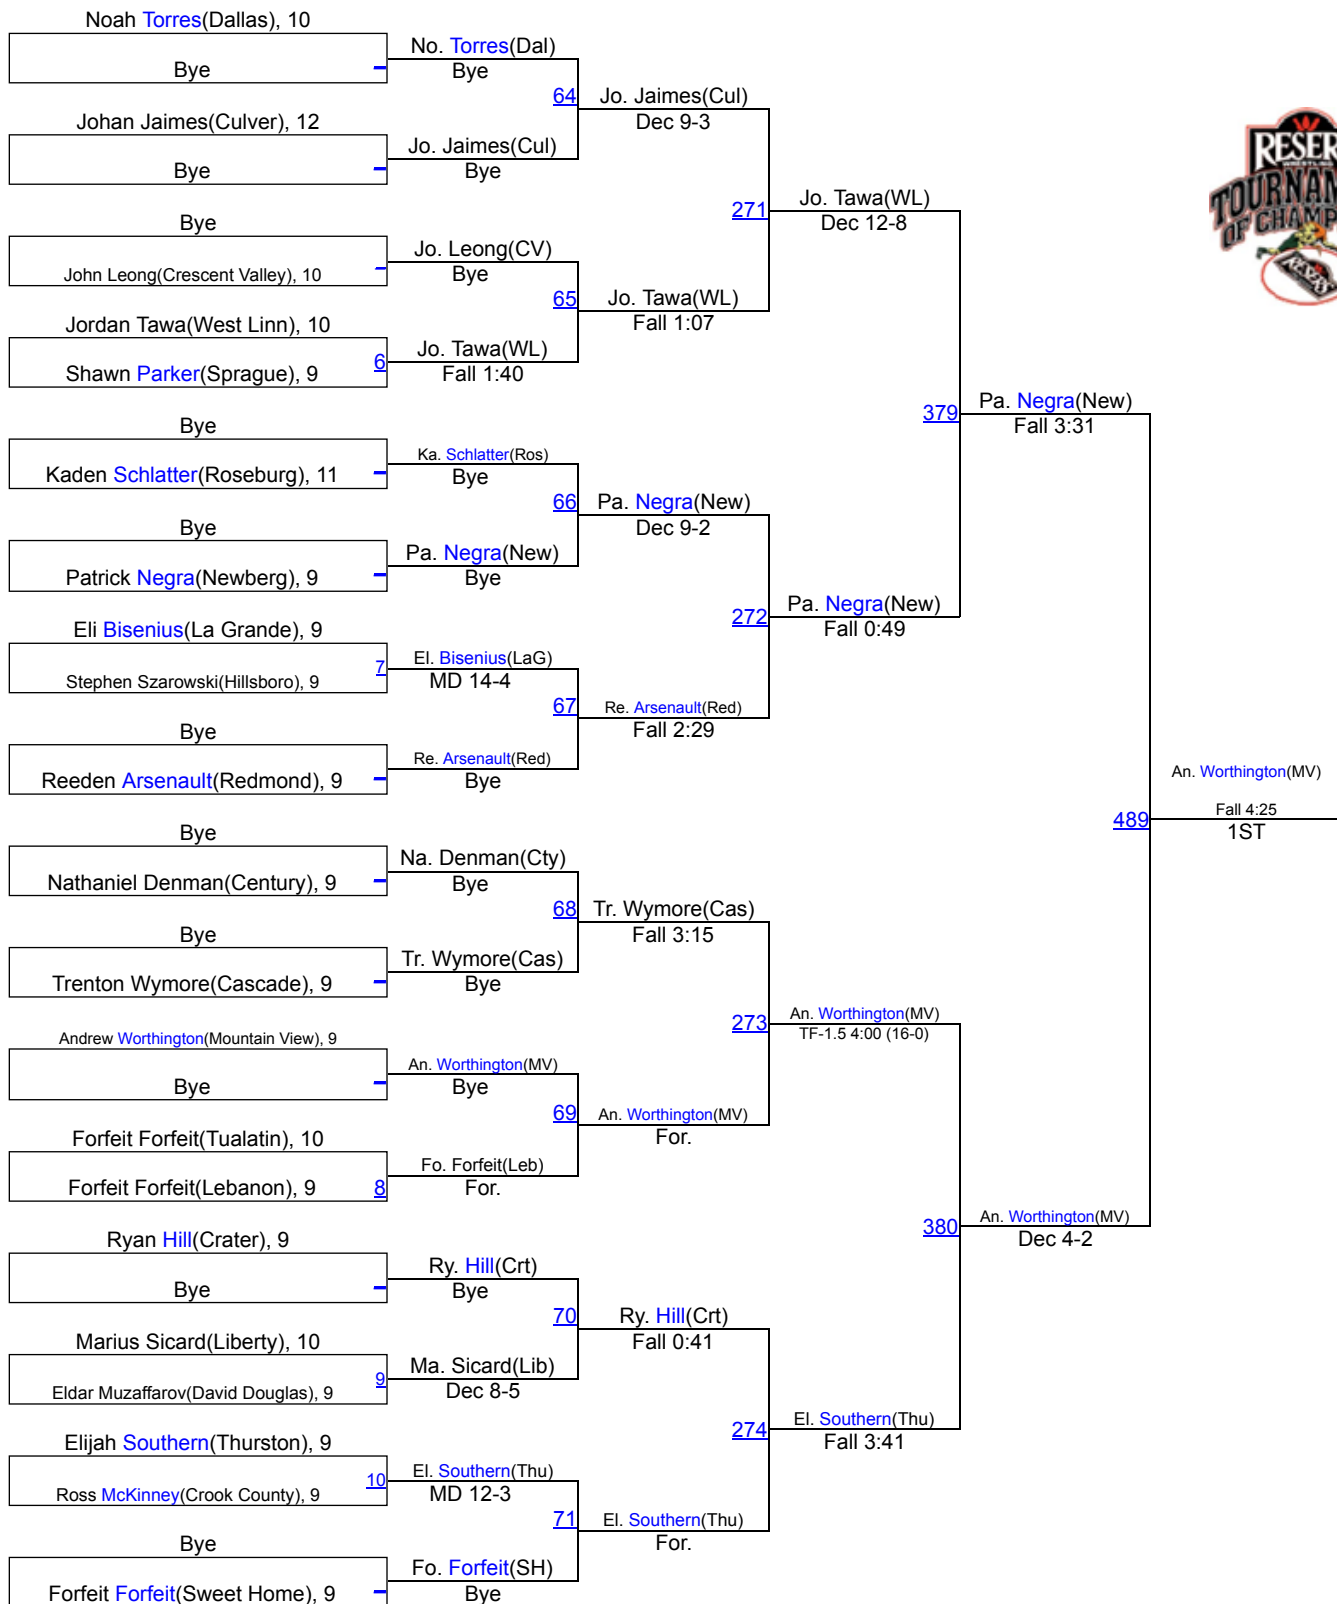 Noah Torres(Dallas), 10
Bye
No. Torres(Dal)
Bye
64
Johan Jaimes(Culver), 12
Bye
Jo. Jaimes(Cul)
Bye
Jo. Jaimes(Cul)
Dec 9-3
271
Bye
John Leong(Crescent Valley), 10
Jo. Leong(CV)
Bye
65
Jordan Tawa(West Linn), 10
Shawn Parker(Sprague), 9
6
Jo. Tawa(WL)
Fall 1:40
Jo. Tawa(WL)
Fall 1:07
Jo. Tawa(WL)
Dec 12-8
379
Bye
Kaden Schlatter(Roseburg), 11
Ka. Schlatter(Ros)
Bye
66
Bye
Patrick Negra(Newberg), 9
Pa. Negra(New)
Bye
Pa. Negra(New)
Dec 9-2
272
Eli Bisenius(La Grande), 9
Stephen Szarowski(Hillsboro), 9
7
El. Bisenius(LaG)
MD 14-4
67
Bye
Reeden Arsenault(Redmond), 9
Re. Arsenault(Red)
Bye
Re. Arsenault(Red)
Fall 2:29
Pa. Negra(New)
Fall 0:49
Pa. Negra(New)
Fall 3:31
489
Bye
Nathaniel Denman(Century), 9
Na. Denman(Cty)
Bye
68
Bye
Trenton Wymore(Cascade), 9
Tr. Wymore(Cas)
Bye
Tr. Wymore(Cas)
Fall 3:15
273
Andrew Worthington(Mountain View), 9
Bye
An. Worthington(MV)
Bye
69
Forfeit Forfeit(Tualatin), 10
Forfeit Forfeit(Lebanon), 9
8
Fo. Forfeit(Leb)
For.
An. Worthington(MV)
For.
An. Worthington(MV)
TF-1.5 4:00 (16-0)
380
Ryan Hill(Crater), 9
Bye
Ry. Hill(Crt)
Bye
70
Marius Sicard(Liberty), 10
Eldar Muzaffarov(David Douglas), 9
9
Ma. Sicard(Lib)
Dec 8-5
Ry. Hill(Crt)
Fall 0:41
274
Elijah Southern(Thurston), 9
Ross McKinney(Crook County), 9
10
El. Southern(Thu)
MD 12-3
71
Bye
Forfeit Forfeit(Sweet Home), 9
Fo. Forfeit(SH)
Bye
El. Southern(Thu)
For.
El. Southern(Thu)
Fall 3:41
An. Worthington(MV)
Dec 4-2
An. Worthington(MV)
Fall 4:25
1ST